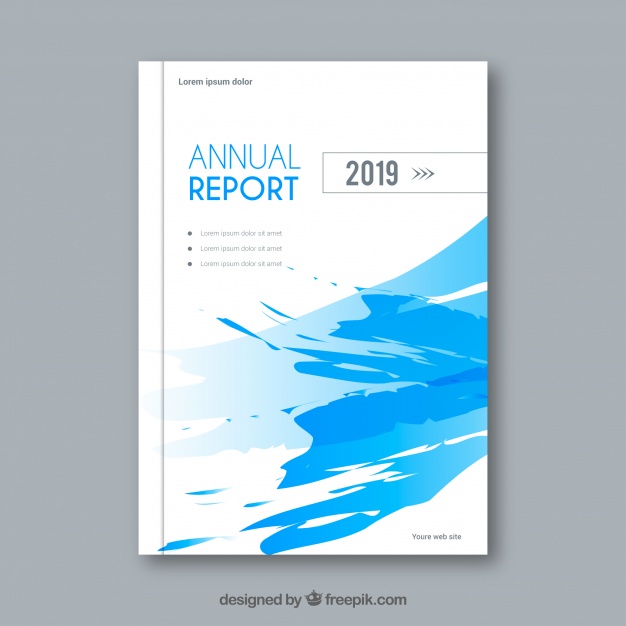 Lorem ipsum dolor
ANNUAL
REPORT
2019 >>>
Lorem ipsum dolor sit amet
Lorem ipsum dolor sit amet
Lorem ipsum dolor sit amet
Youre web site
designed by freepik.com